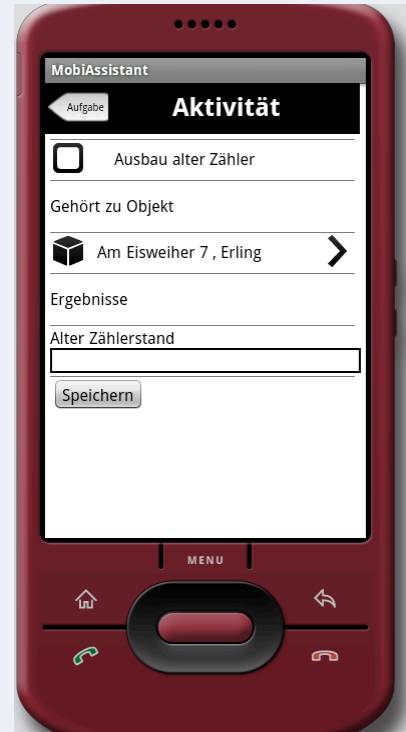 MobiAssistant
Aufgabe
Aktivität
Ausbau alter Zähler
Gehört zu Objekt
Am Eisweiher 7 , Erling
Ergebnisse
Alter Zählerstand
Speichern
MENU